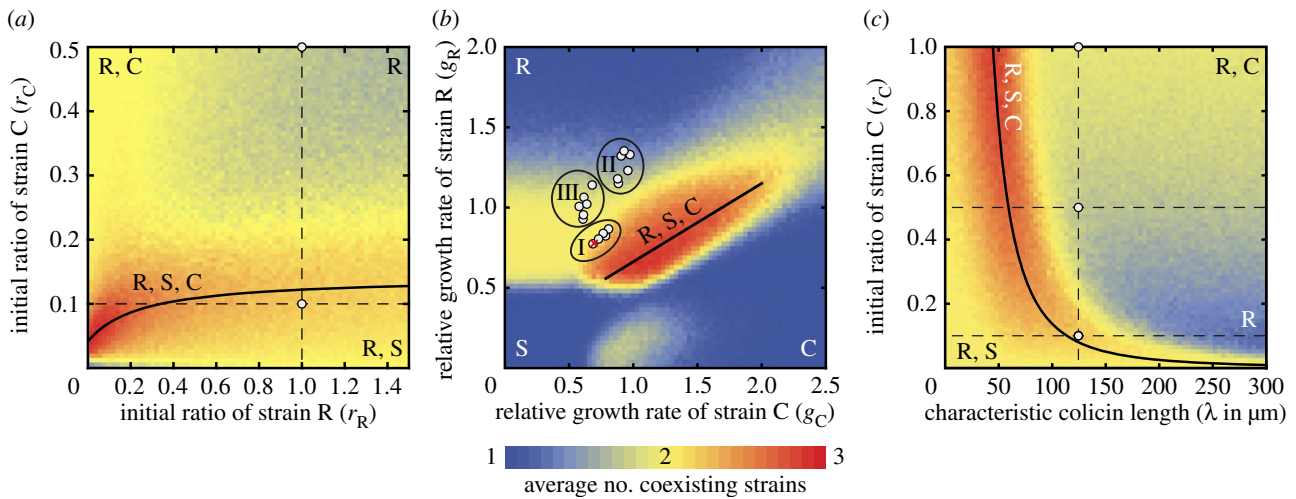 (a)
initial ratio of strain C (rC)
0.5
0.4
0.3
0.2
0.1
0
R, C
R
R, S, C
R, S
0 0.2 0.4 0.6 0.8 1.0 1.2 1.4
initial ratio of strain R (rR)
(b)
relative growth rate of strain R (gR)
2.0
1.5
1.0
0.5
0
R
II
III
I
R, S, C
S
C
0.5 1.0 1.5 2.0 2.5
relative growth rate of strain C (gC)
(c)
initial ratio of strain C (rC)
1.0
0.8
0.6
0.4
0.2
R, S, C
R, C
R
R, S
0 50 100 150 200 250 300
characteristic colicin length (λ in μm)
1 2 3
average no. coexisting strains